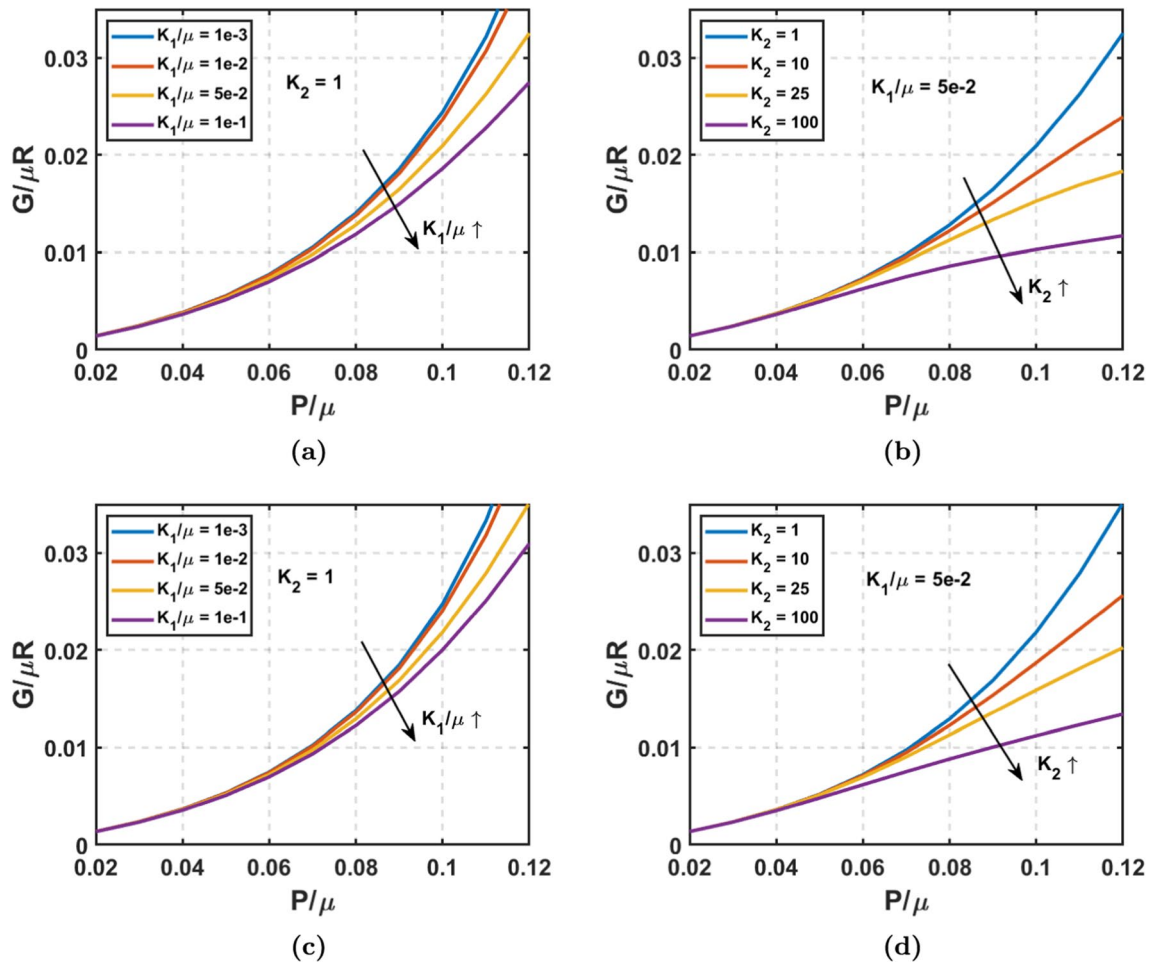 K₁/μ = 1e-3
K₁/μ = 1e-2
K₁/μ = 5e-2
K₁/μ = 1e-1
K₂ = 1
K₁/μ ↑
0.03
0.02
0.01
0
G/μR
0.02 0.04 0.06 0.08 0.1 0.12
P/μ
(a)
K₂ = 1
K₂ = 10
K₂ = 25
K₂ = 100
K₁/μ = 5e-2
K₂ ↑
0.03
0.02
0.01
0
G/μR
0.02 0.04 0.06 0.08 0.1 0.12
P/μ
(b)
K₁/μ = 1e-3
K₁/μ = 1e-2
K₁/μ = 5e-2
K₁/μ = 1e-1
K₂ = 1
K₁/μ ↑
0.03
0.02
0.01
0
G/μR
0.02 0.04 0.06 0.08 0.1 0.12
P/μ
(c)
K₂ = 1
K₂ = 10
K₂ = 25
K₂ = 100
K₁/μ = 5e-2
K₂ ↑
0.03
0.02
0.01
0
G/μR
0.02 0.04 0.06 0.08 0.1 0.12
P/μ
(d)